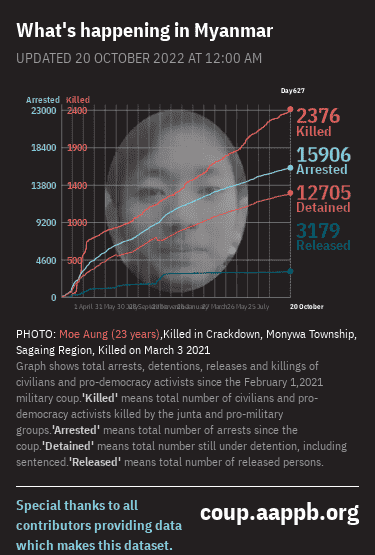 What's happening in Myanmar
UPDATED 20 OCTOBER 2022 AT 12:00 AM
Day627
Arrested Killed
23000 2400
18400 1900
13800 1400
9200 900
4600 500
0
2376
Killed
15906
Arrested
12705
Detained
3179
Released
1 April 31 May 30 July
May 25 July
20 October
PHOTO: Moe Aung (23 years),Killed in Crackdown, Monywa Township,
Sagaing Region, Killed on March 3 2021
Graph shows total arrests, detentions, releases and killings of
civilians and pro-democracy activists since the February 1,2021
military coup.'Killed' means total number of civilians and pro-
democracy activists killed by the junta and pro-military
groups.'Arrested' means total number of arrests since the
coup.'Detained' means total number still under detention, including
sentenced.'Released' means total number of released persons.
Special thanks to all
contributors providing data
which makes this dataset.
coup.aappb.org